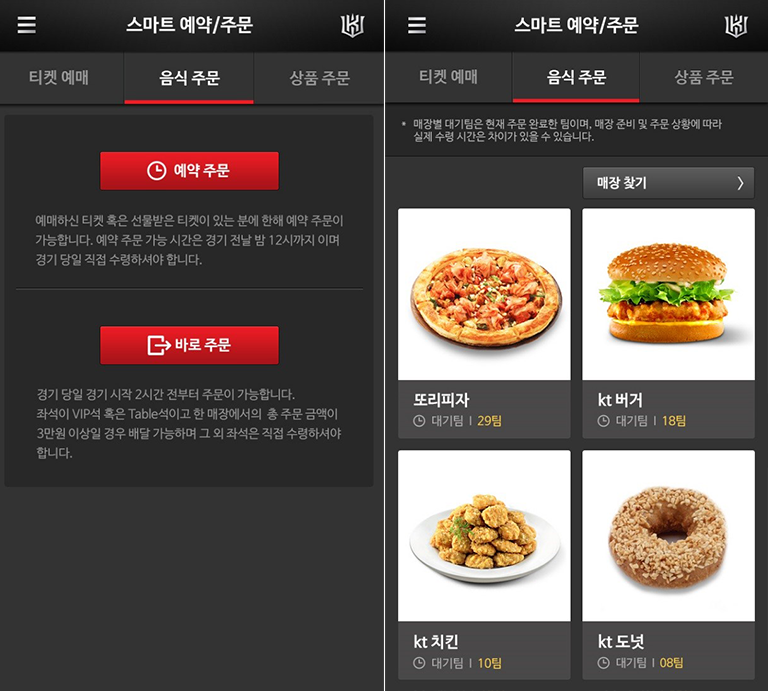 스마트 예약/주문
티켓 예매
음식 주문
상품 주문
예약 주문
예매하신 티켓 혹은 선물받은 티켓이 있는 분에 한해 예약 주문이
가능합니다. 예약 주문 가능 시간은 경기 전날 밤 12시까지 이며
경기 당일 직접 수령하셔야 합니다.
바로 주문
경기 당일 경기 시작 2시간 전부터 주문이 가능합니다.
좌석이 VIP석 혹은 Table석이고 한 매장에서의 총 주문 금액이
3만원 이상일 경우 배달 가능하며 그 외 좌석은 직접 수령하셔야
합니다.
스마트 예약/주문
티켓 예매
음식 주문
상품 주문
* 매장별 대기팀은 현재 주문 완료한 팀이며, 매장 준비 및 주문 상황에 따라
실제 수령 시간은 차이가 있을 수 있습니다.
매장 찾기
또리피자
대기팀 | 29팀
kt 버거
대기팀 | 18팀
kt 치킨
대기팀 | 10팀
kt 도넛
대기팀 | 08팀